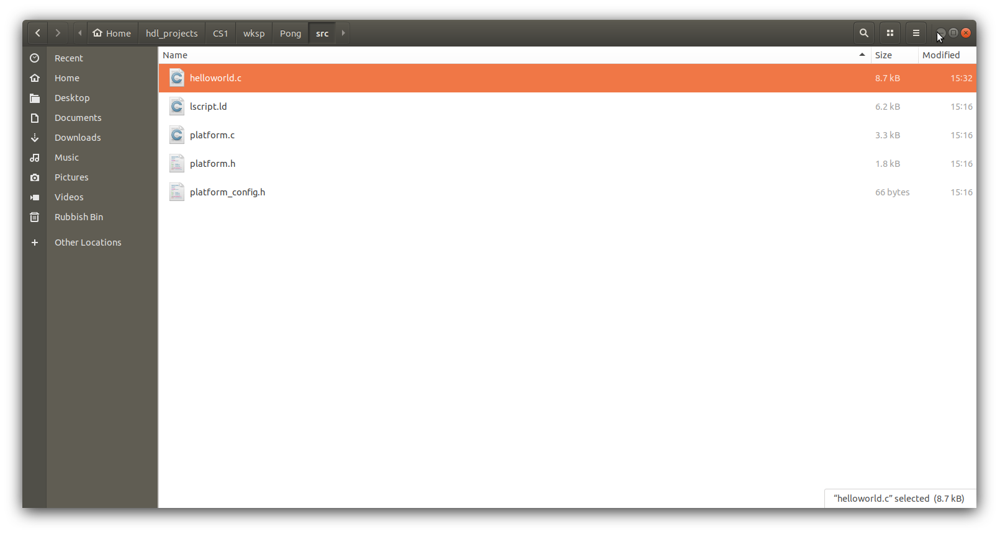 Home hdl_projects CS1 wksp Pong src
Recent
Home
Desktop
Documents
Downloads
Music
Pictures
Videos
Rubbish Bin
Other Locations
Name Size Modified
helloworld.c 8.7 kB 15:32
lscript.ld 6.2 kB 15:16
platform.c 3.3 kB 15:16
platform.h 1.8 kB 15:16
platform_config.h 66 bytes 15:16
“helloworld.c” selected (8.7 kB)